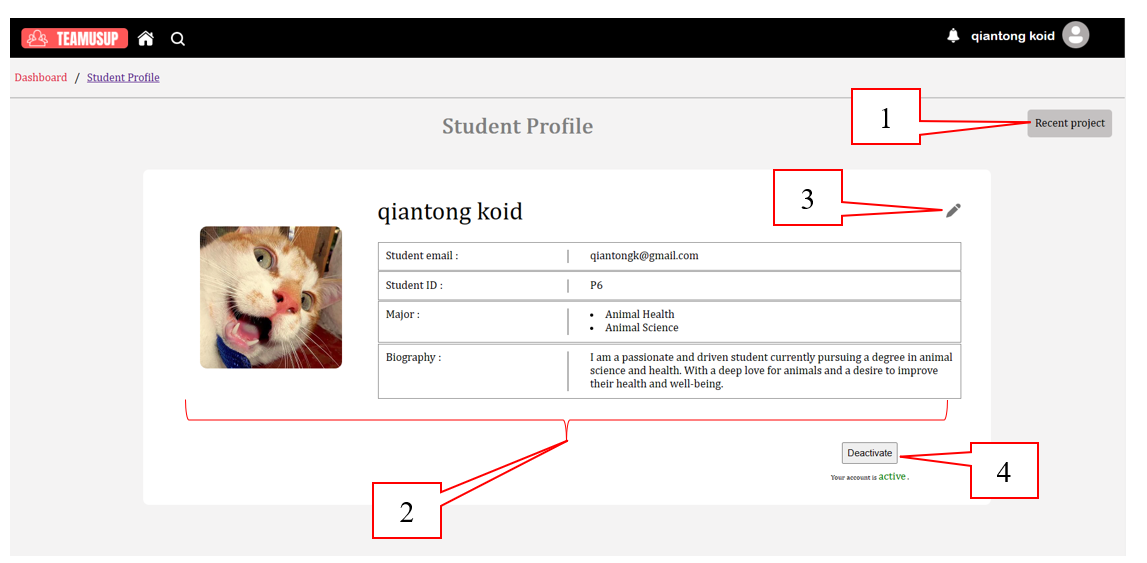 TEAMUSUP
qiantong koid
Dashboard / Student Profile
1
Student Profile
Recent project
3
qiantong koid
Student email : qiantongk@gmail.com
Student ID : P6
Major : • Animal Health
• Animal Science
Biography : I am a passionate and driven student currently pursuing a degree in animal
science and health. With a deep love for animals and a desire to improve
their health and well-being.
Deactivate
4
Your account is active .
2